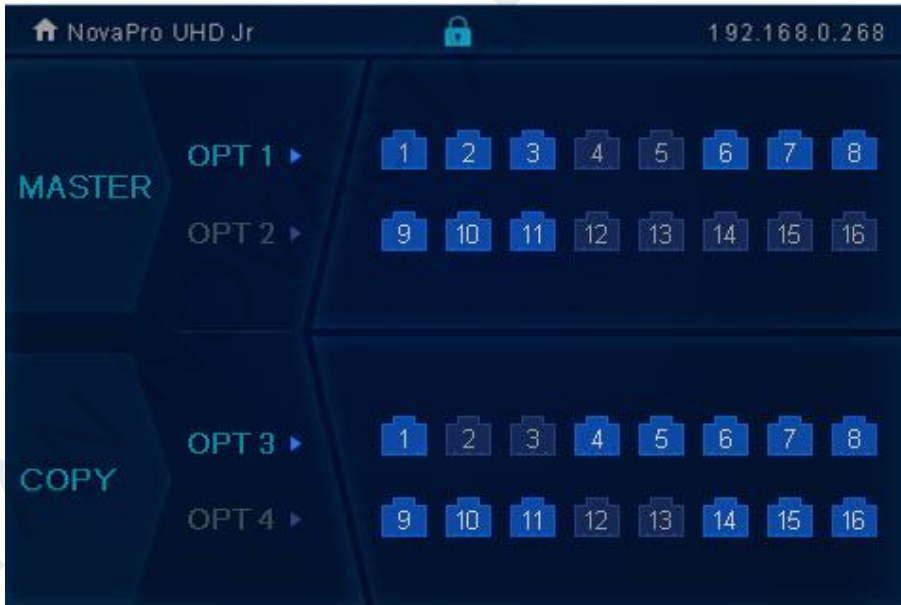 NovaPro UHD Jr 192.168.0.268
MASTER
OPT 1 1 2 3 4 5 6 7 8
OPT 2 9 10 11 12 13 14 15 16
COPY
OPT 3 1 2 3 4 5 6 7 8
OPT 4 9 10 11 12 13 14 15 16